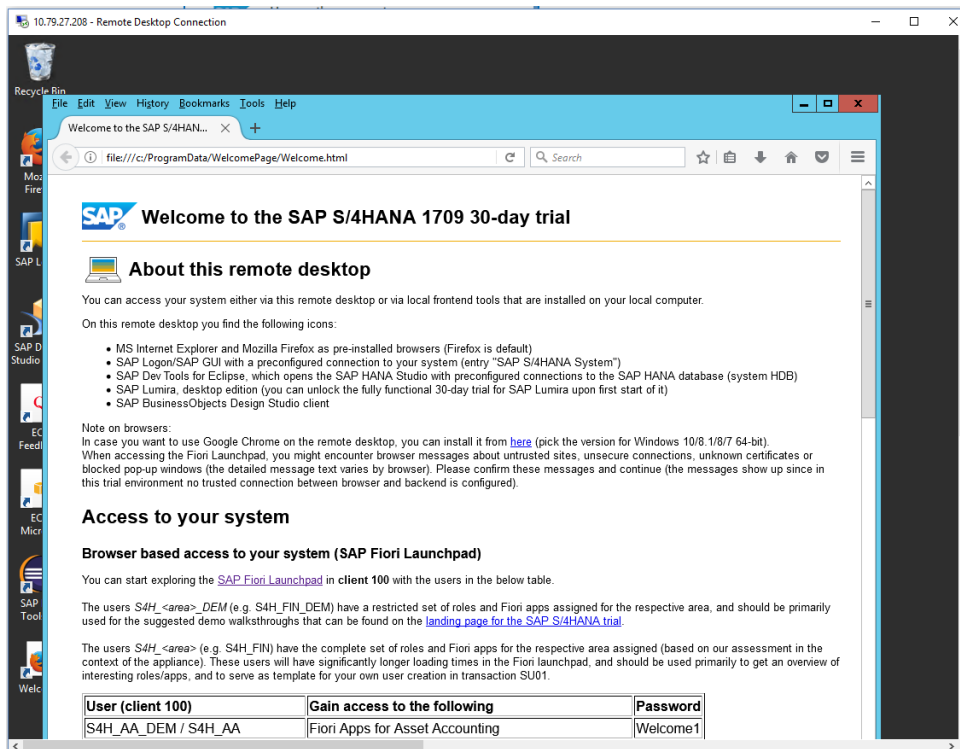 10.79.27.208 - Remote Desktop Connection
Recycle Bin
File Edit View History Bookmarks Tools Help
Welcome to the SAP S/4HAN...
file:///c:/ProgramData/WelcomePage/Welcome.html
Search
Moz
Fire
SAP L
SAP D
Studio
EC
Feedl
EC
Micr
SAP
Tool
Welc
SAP Welcome to the SAP S/4HANA 1709 30-day trial
About this remote desktop
You can access your system either via this remote desktop or via local frontend tools that are installed on your local computer.
On this remote desktop you find the following icons:
• MS Internet Explorer and Mozilla Firefox as pre-installed browsers (Firefox is default)
• SAP Logon/SAP GUI with a preconfigured connection to your system (entry "SAP S/4HANA System")
• SAP Dev Tools for Eclipse, which opens the SAP HANA Studio with preconfigured connections to the SAP HANA database (system HDB)
• SAP Lumira, desktop edition (you can unlock the fully functional 30-day trial for SAP Lumira upon first start of it)
• SAP BusinessObjects Design Studio client
Note on browsers:
In case you want to use Google Chrome on the remote desktop, you can install it from here (pick the version for Windows 10/8.1/8/7 64-bit).
When accessing the Fiori Launchpad, you might encounter browser messages about untrusted sites, unsecure connections, unknown certificates or
blocked pop-up windows (the detailed message text varies by browser). Please confirm these messages and continue (the messages show up since in
this trial environment no trusted connection between browser and backend is configured).
Access to your system
Browser based access to your system (SAP Fiori Launchpad)
You can start exploring the SAP Fiori Launchpad in client 100 with the users in the below table.
The users S4H_<area>_DEM (e.g. S4H_FIN_DEM) have a restricted set of roles and Fiori apps assigned for the respective area, and should be primarily
used for the suggested demo walksthroughs that can be found on the landing page for the SAP S/4HANA trial.
The users S4H_<area> (e.g. S4H_FIN) have the complete set of roles and Fiori apps for the respective area assigned (based on our assessment in the
context of the appliance). These users will have significantly longer loading times in the Fiori launchpad, and should be used primarily to get an overview of
interesting roles/apps, and to serve as template for your own user creation in transaction SU01.
User (client 100) Gain access to the following Password
S4H_AA_DEM / S4H_AA Fiori Apps for Asset Accounting Welcome1